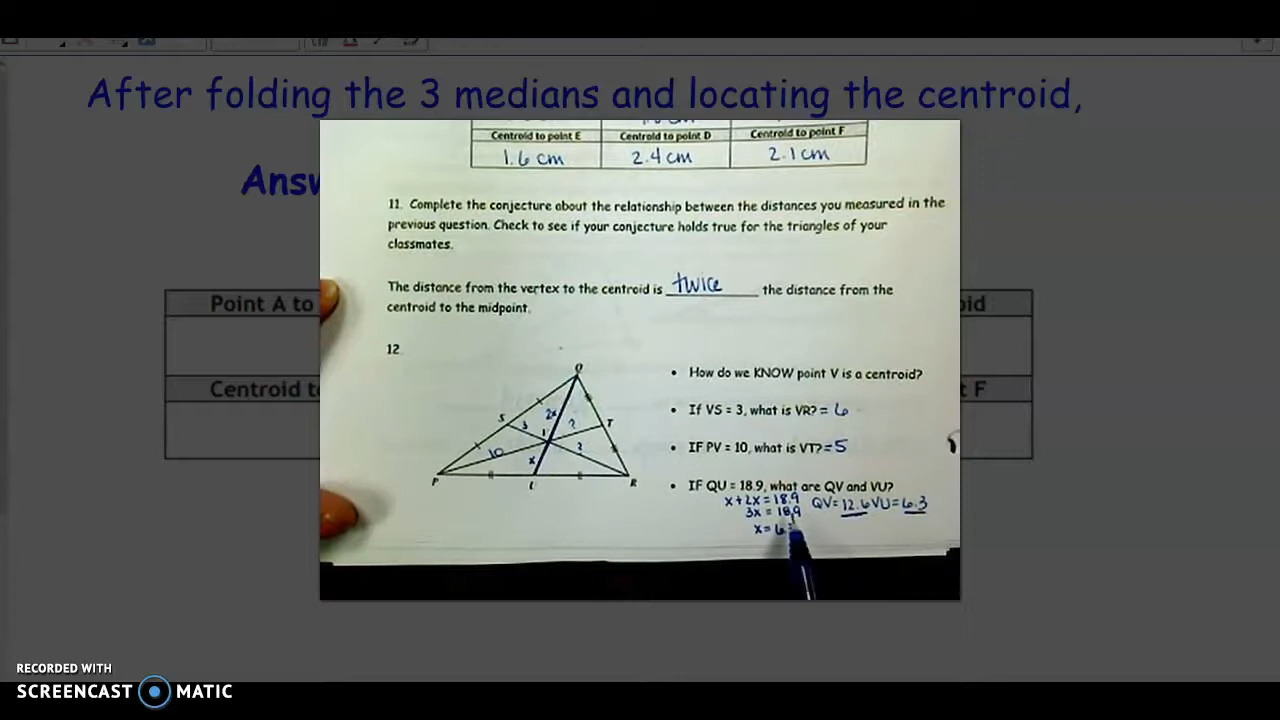 After folding the 3 medians and locating the centroid,
Answ
Point A to
Centroid to
oid
t F
Centroid to point E Centroid to point D Centroid to point F
1.6 cm 2.4 cm 2.1 cm
11. Complete the conjecture about the relationship between the distances you measured in the
previous question. Check to see if your conjecture holds true for the triangles of your
classmates.
The distance from the vertex to the centroid is twice the distance from the
centroid to the midpoint.
12
Q
S 2x ? T
3
10 x ?
P R
• How do we KNOW point V is a centroid?
• If VS = 3, what is VR? = 6
• IF PV = 10, what is VT? = 5
• IF QU = 18.9, what are QV and VU?
x + 2x = 18.9 QV = 12.6 VU = 6.3
3x = 18.9
x = 6
RECORDED WITH
SCREENCAST MATIC